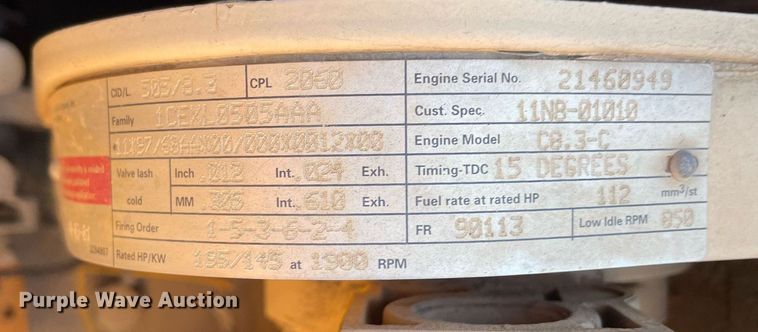 CID/L 503/8.3 CPL 2060 Engine Serial No. 21460949
Family 1CEXL0505AAA Cust. Spec. 11NB-01010
Engine Model C8.3-C
Valve lash Inch .012 Int. .024 Exh. Timing-TDC 15 DEGREES
cold MM .305 Int. .610 Exh. Fuel rate at rated HP 112 mm³/st
Firing Order 1-5-3-6-2-4 FR 90113 Low Idle RPM 850
Rated HP/KW 195/145 at 1900 RPM
Purple Wave Auction